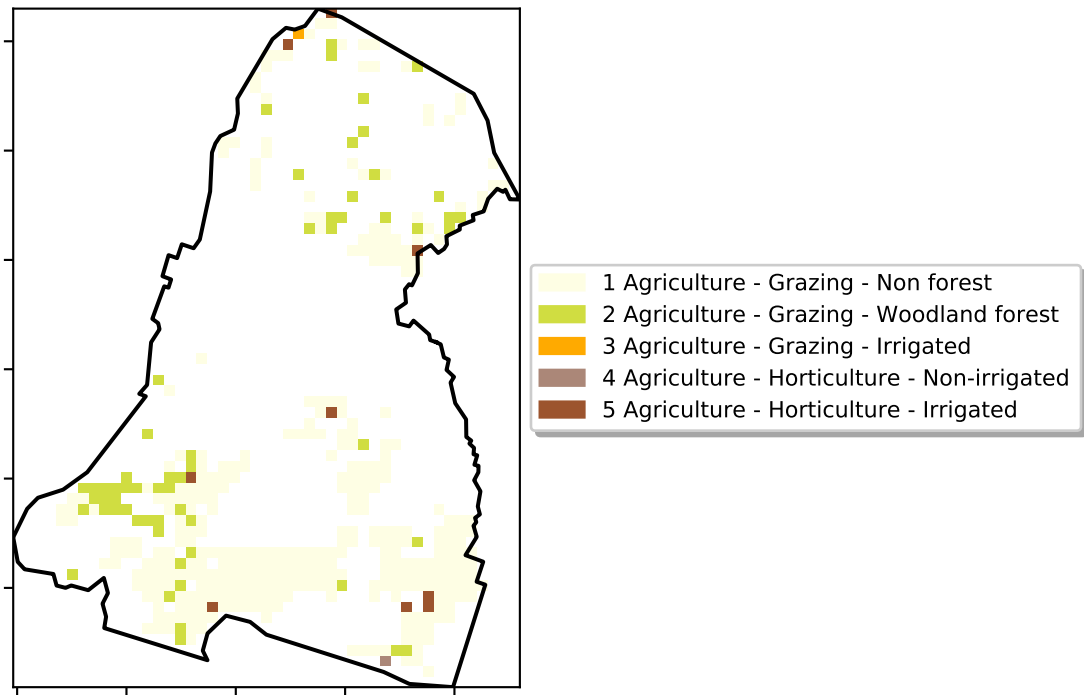 1 Agriculture - Grazing - Non forest
2 Agriculture - Grazing - Woodland forest
3 Agriculture - Grazing - Irrigated
4 Agriculture - Horticulture - Non-irrigated
5 Agriculture - Horticulture - Irrigated